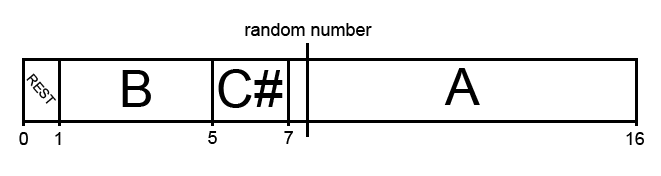 random number
REST B C# A
0 1 5 7 16